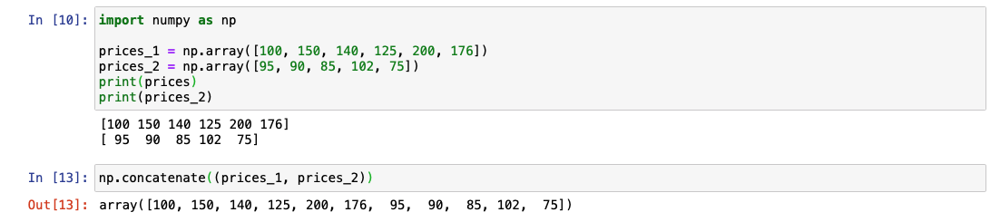 In [10]: import numpy as np
prices_1 = np.array([100, 150, 140, 125, 200, 176])
prices_2 = np.array([95, 90, 85, 102, 75])
print(prices)
print(prices_2)
[100 150 140 125 200 176]
[ 95  90  85 102  75]
In [13]: np.concatenate((prices_1, prices_2))
Out[13]: array([100, 150, 140, 125, 200, 176,  95,  90,  85, 102,  75])